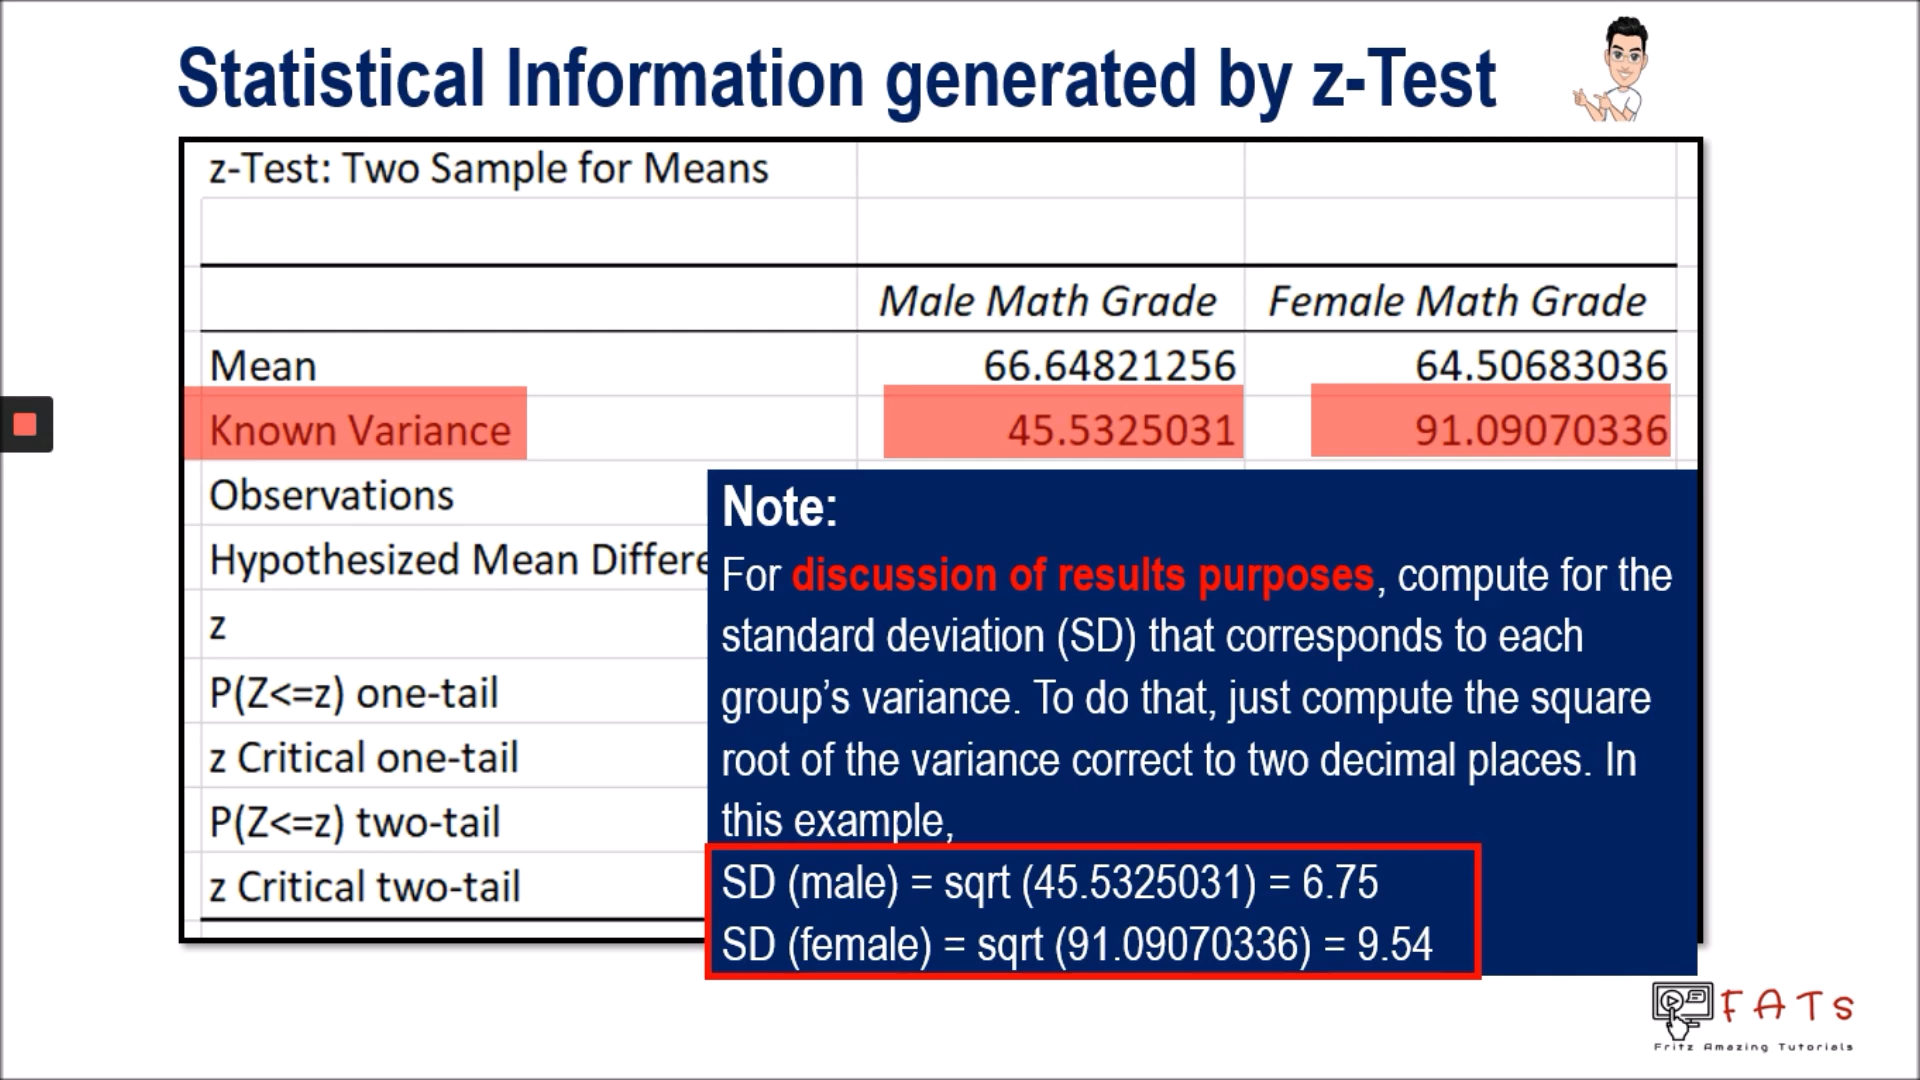 Statistical Information generated by z-Test
z-Test: Two Sample for Means
Male Math Grade Female Math Grade
Mean 66.64821256 64.50683036
Known Variance 45.5325031 91.09070336
Observations
Hypothesized Mean Differe
z
P(Z<=z) one-tail
z Critical one-tail
P(Z<=z) two-tail
z Critical two-tail
Note:
For discussion of results purposes, compute for the
standard deviation (SD) that corresponds to each
group’s variance. To do that, just compute the square
root of the variance correct to two decimal places. In
this example,
SD (male) = sqrt (45.5325031) = 6.75
SD (female) = sqrt (91.09070336) = 9.54
FATs
Fritz Amazing Tutorials